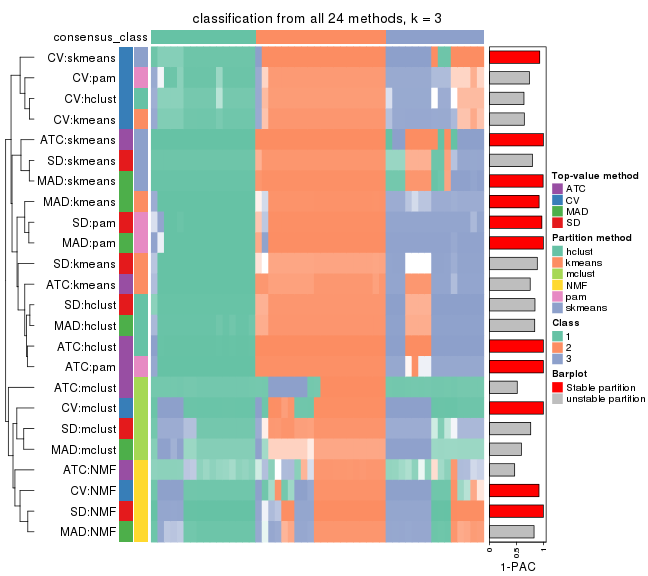 classification from all 24 methods, k = 3
consensus_class
CV:skmeans
CV:pam
CV:hclust
CV:kmeans
ATC:skmeans
SD:skmeans
MAD:skmeans
MAD:kmeans
SD:pam
MAD:pam
SD:kmeans
ATC:kmeans
SD:hclust
MAD:hclust
ATC:hclust
ATC:pam
ATC:mclust
CV:mclust
SD:mclust
MAD:mclust
ATC:NMF
CV:NMF
SD:NMF
MAD:NMF
0
0.5
1
1-PAC
Top-value method
ATC
CV
MAD
SD
Partition method
hclust
kmeans
mclust
NMF
pam
skmeans
Class
1
2
3
Barplot
Stable partition
unstable partition